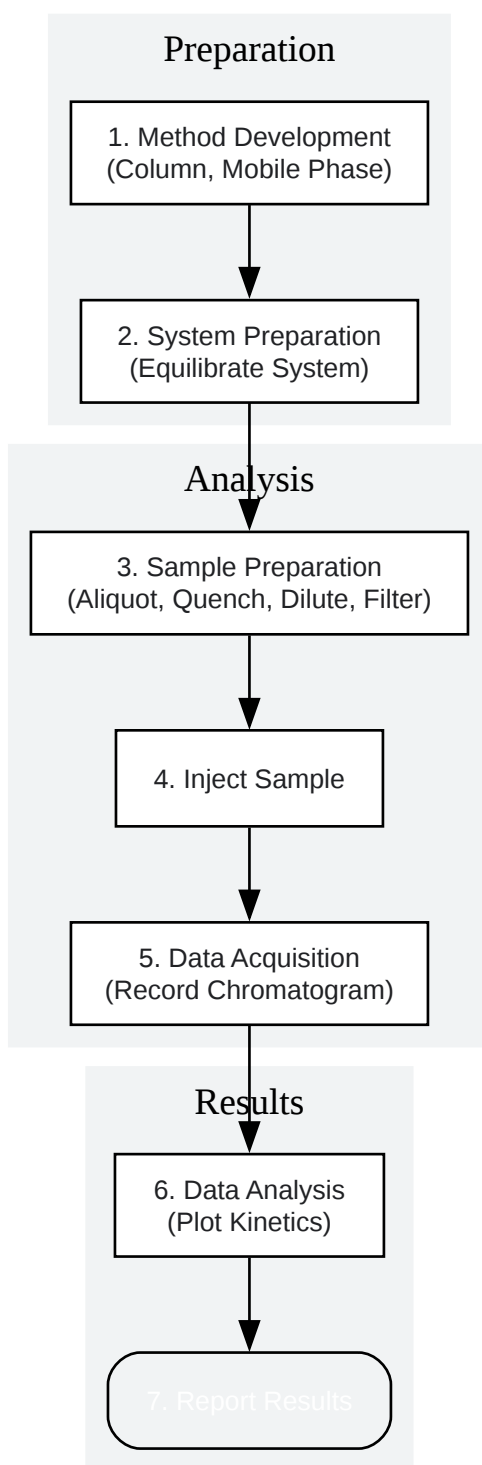 Preparation
1. Method Development
(Column, Mobile Phase)
2. System Preparation
(Equilibrate System)
Analysis
3. Sample Preparation
(Aliquot, Quench, Dilute, Filter)
4. Inject Sample
5. Data Acquisition
(Record Chromatogram)
Results
6. Data Analysis
(Plot Kinetics)
7. Report Results